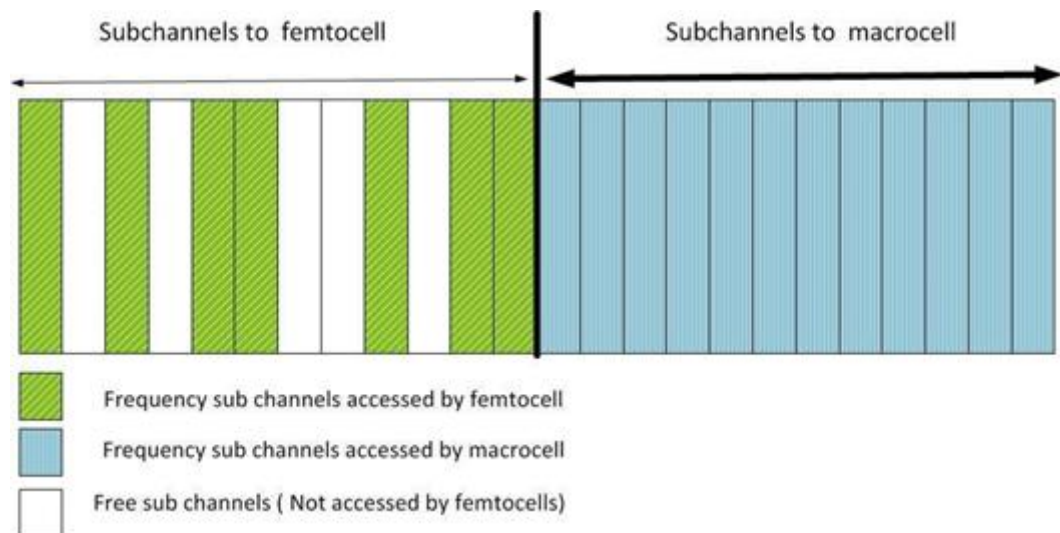 Subchannels to femtocell
Subchannels to macrocell
Frequency sub channels accessed by femtocell
Frequency sub channels accessed by macrocell
Free sub channels ( Not accessed by femtocells)